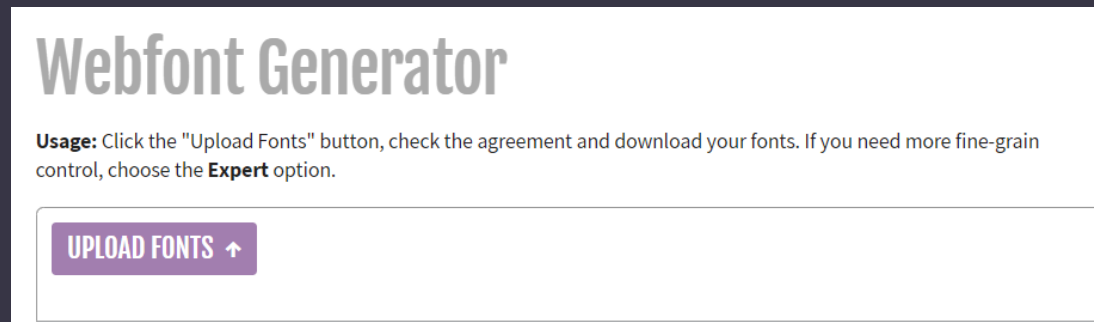 Webfont Generator
Usage: Click the "Upload Fonts" button, check the agreement and download your fonts. If you need more fine-grain
control, choose the Expert option.
UPLOAD FONTS ↑